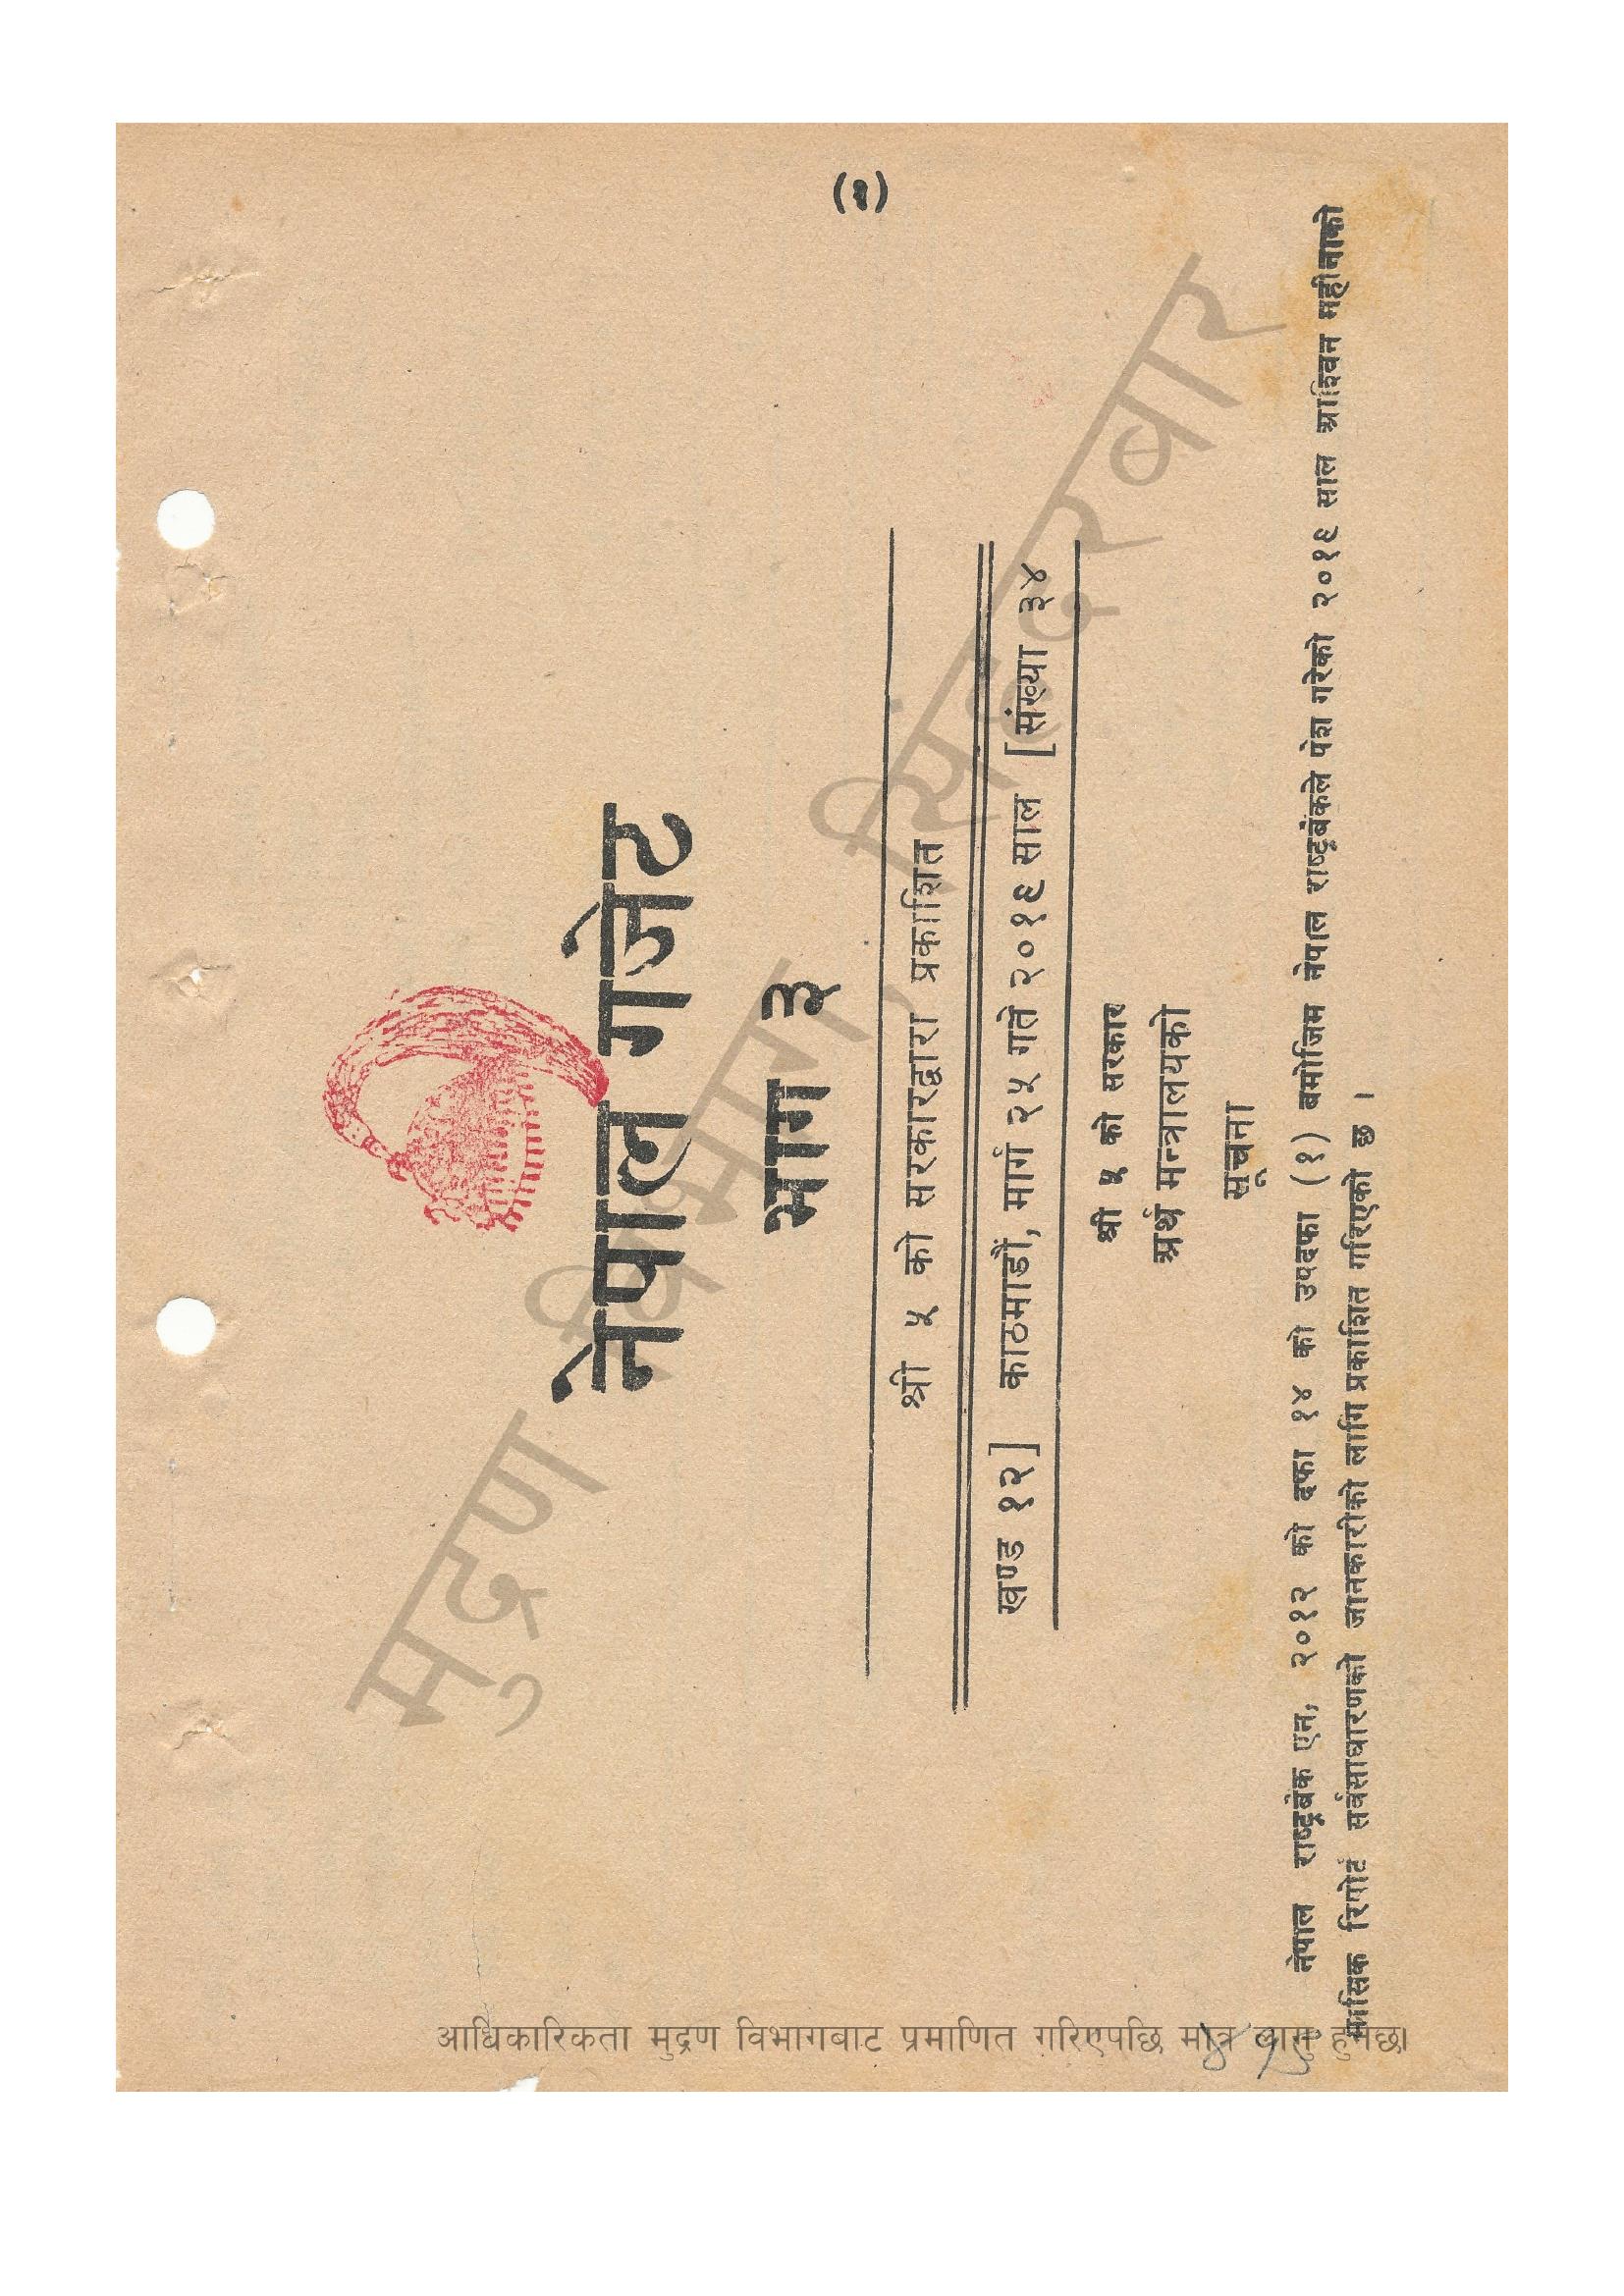 (१)
नेपाल गजेट
भाग ३
श्री ५ को सरकारद्वारा प्रकाशित
खण्ड १२] काठमाडौं, मार्ग २५ गते २०१९ साल [संख्या ३४
श्री ५ को सरकार
अर्थ मन्त्रालयको
सूचना
नेपाल राष्ट्रबैंक एन, २०१२ को दफा १४ को उपदफा (१) बमोजिम नेपाल राष्ट्रबैंकले पेश गरेको २०१९ साल आश्विन महीनाको
मासिक रिपोर्ट सर्वसाधारणको जानकारीको लागि प्रकाशित गरिएको छ ।
मुद्रण विभाग, सिंहदरबार
आधिकारिकता मुद्रण विभागबाट प्रमाणित गरिएपछि मात्र लागु हुनेछ।